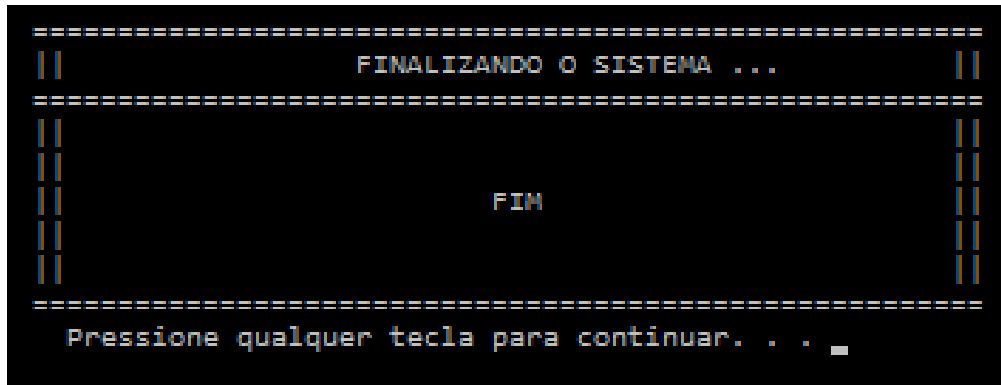 ========================================================
|| FINALIZANDO O SISTEMA ... ||
========================================================
|| ||
|| ||
|| FIM ||
|| ||
|| ||
========================================================
Pressione qualquer tecla para continuar. . . _